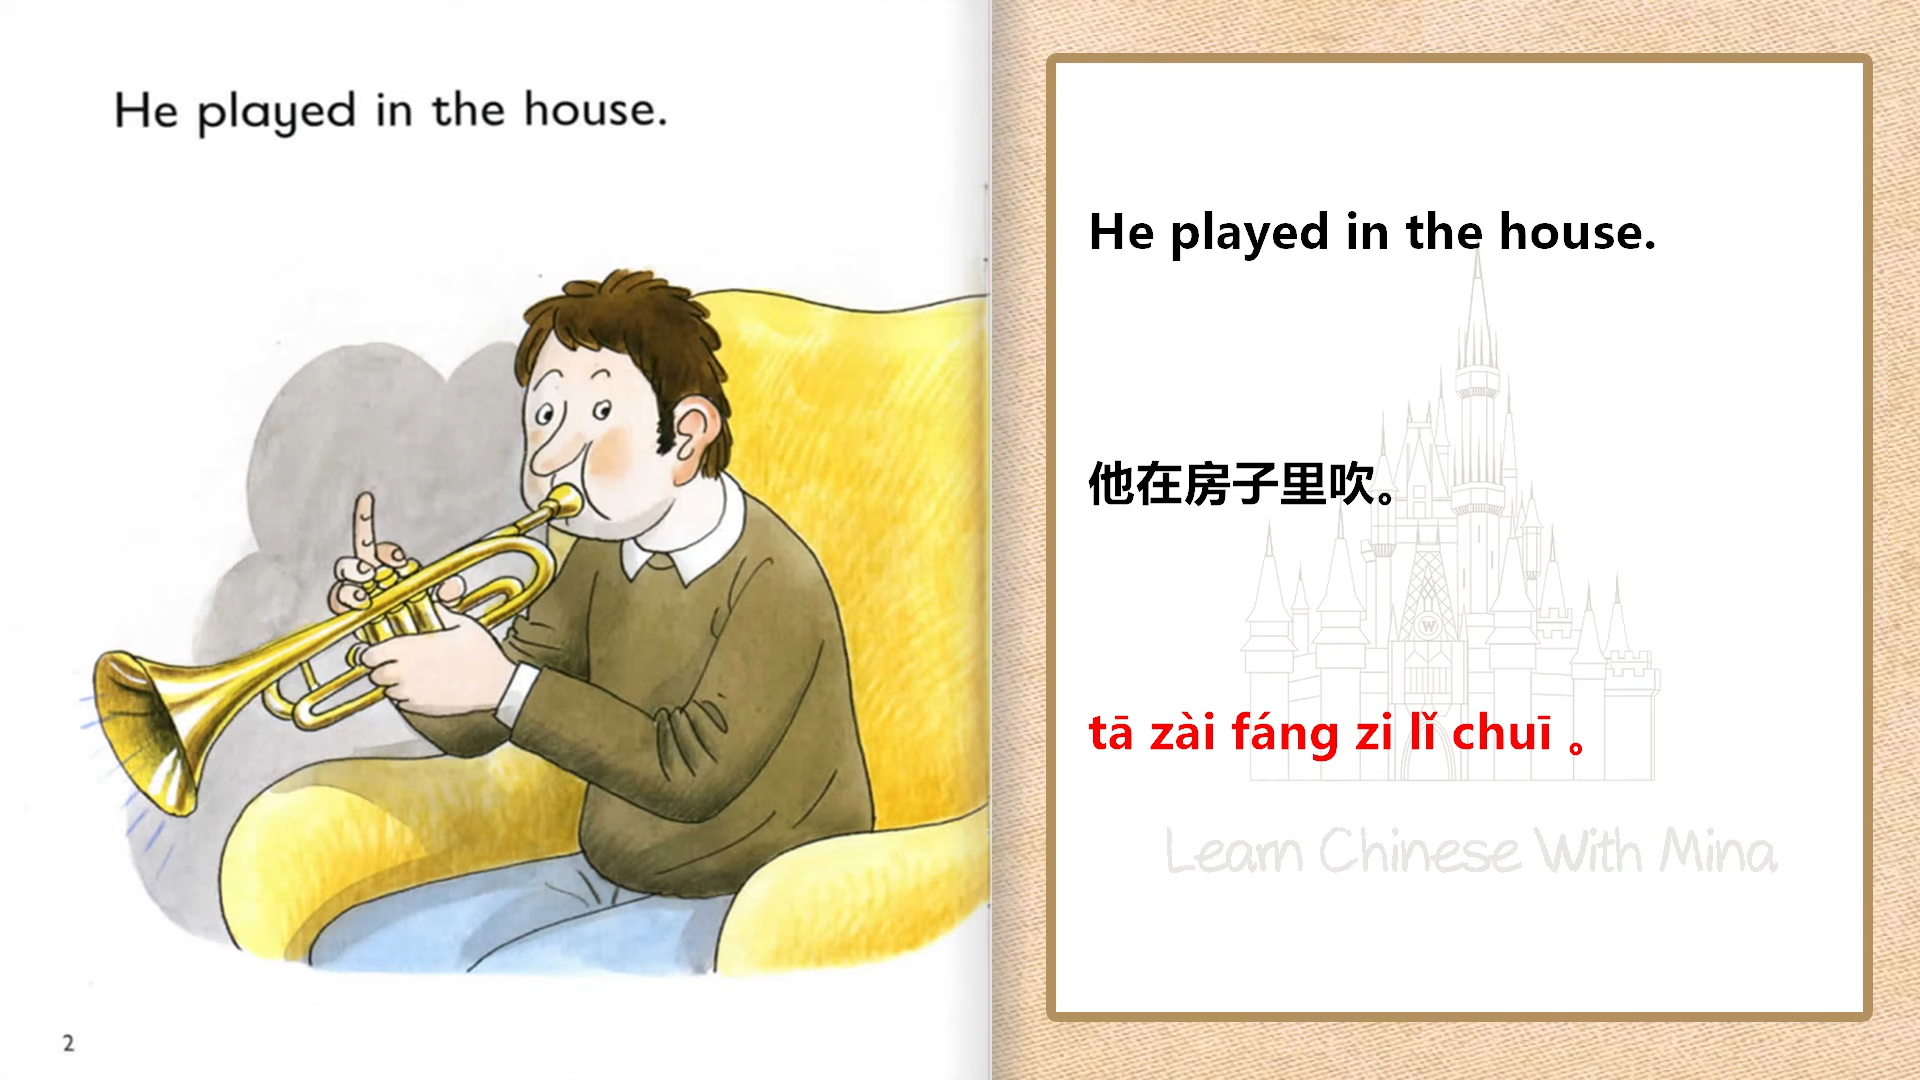 He played in the house.
2
He played in the house.
他在房子里吹。
W
tā zài fáng zi lǐ chuī 。
Learn Chinese With Mina